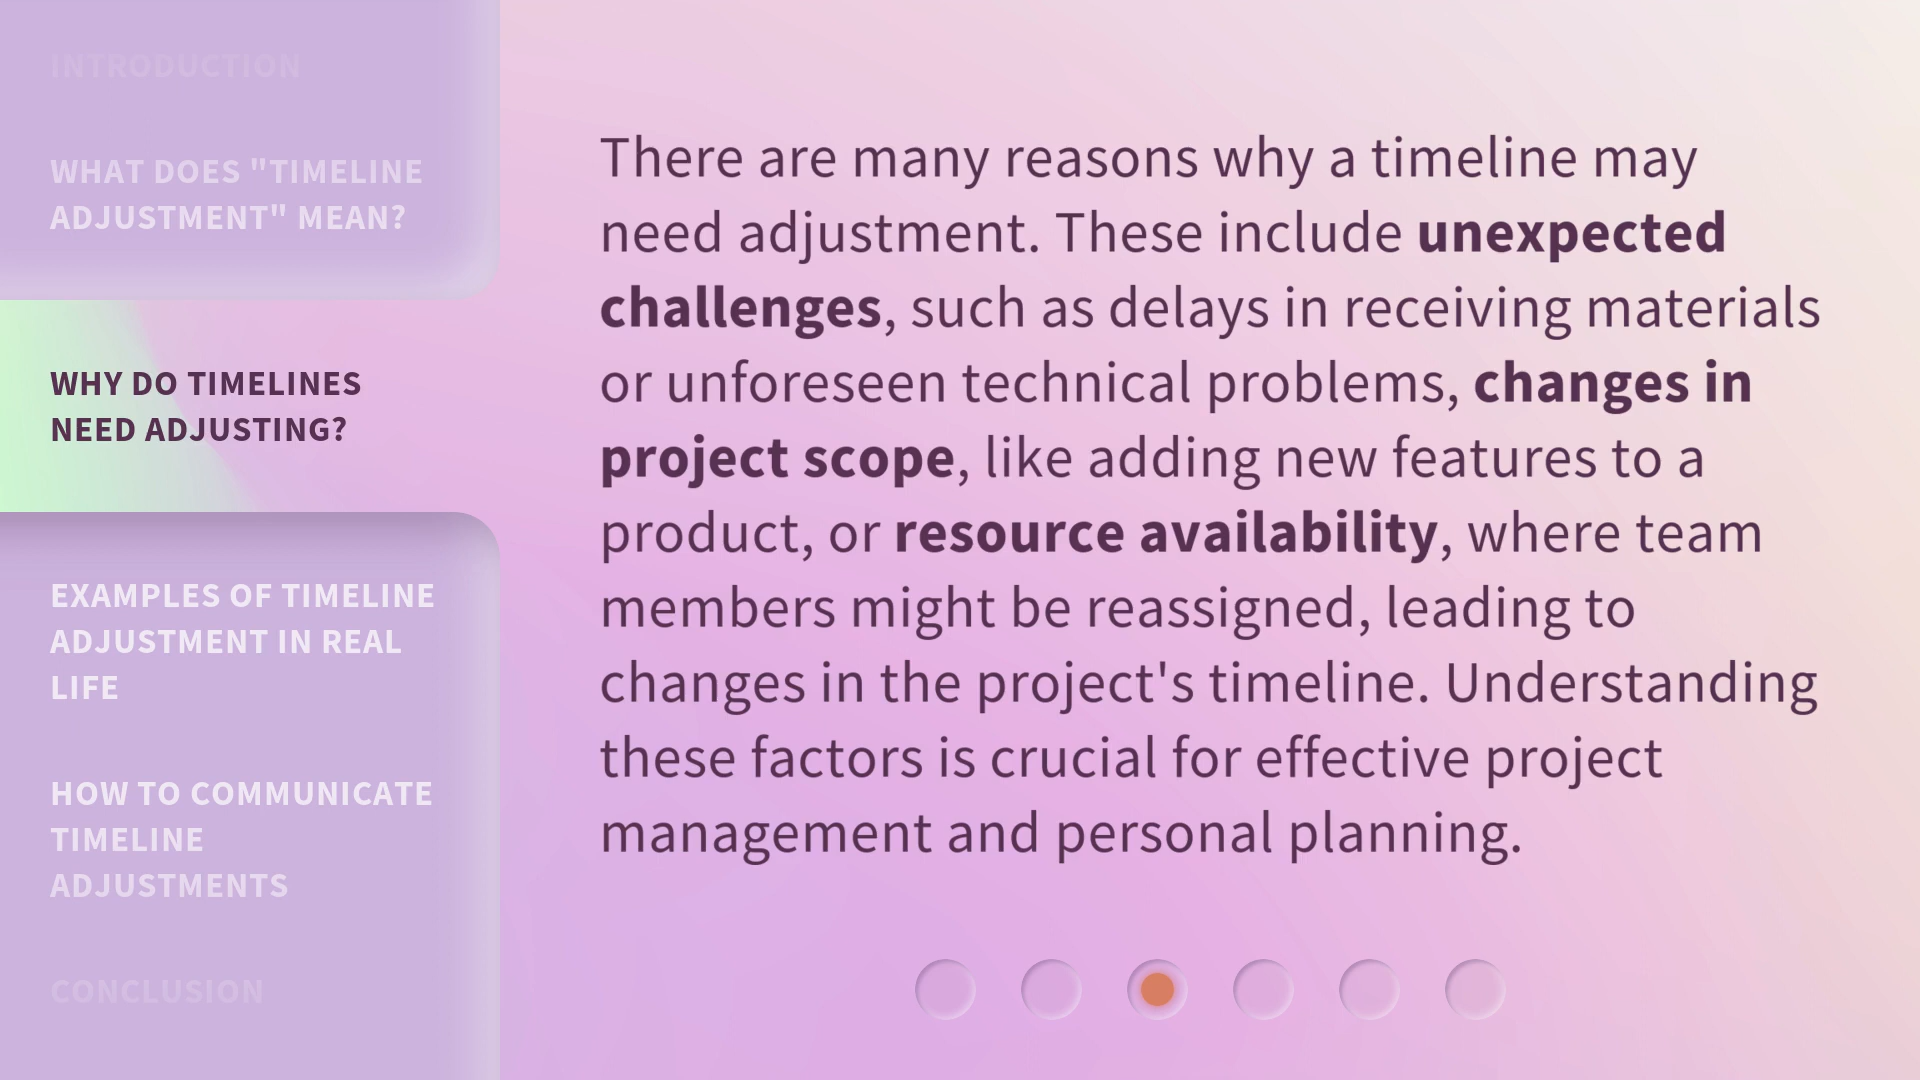 INTRODUCTION
WHAT DOES "TIMELINE
ADJUSTMENT" MEAN?
WHY DO TIMELINES
NEED ADJUSTING?
EXAMPLES OF TIMELINE
ADJUSTMENT IN REAL
LIFE
HOW TO COMMUNICATE
TIMELINE
ADJUSTMENTS
CONCLUSION
There are many reasons why a timeline may
need adjustment. These include unexpected
challenges, such as delays in receiving materials
or unforeseen technical problems, changes in
project scope, like adding new features to a
product, or resource availability, where team
members might be reassigned, leading to
changes in the project's timeline. Understanding
these factors is crucial for effective project
management and personal planning.